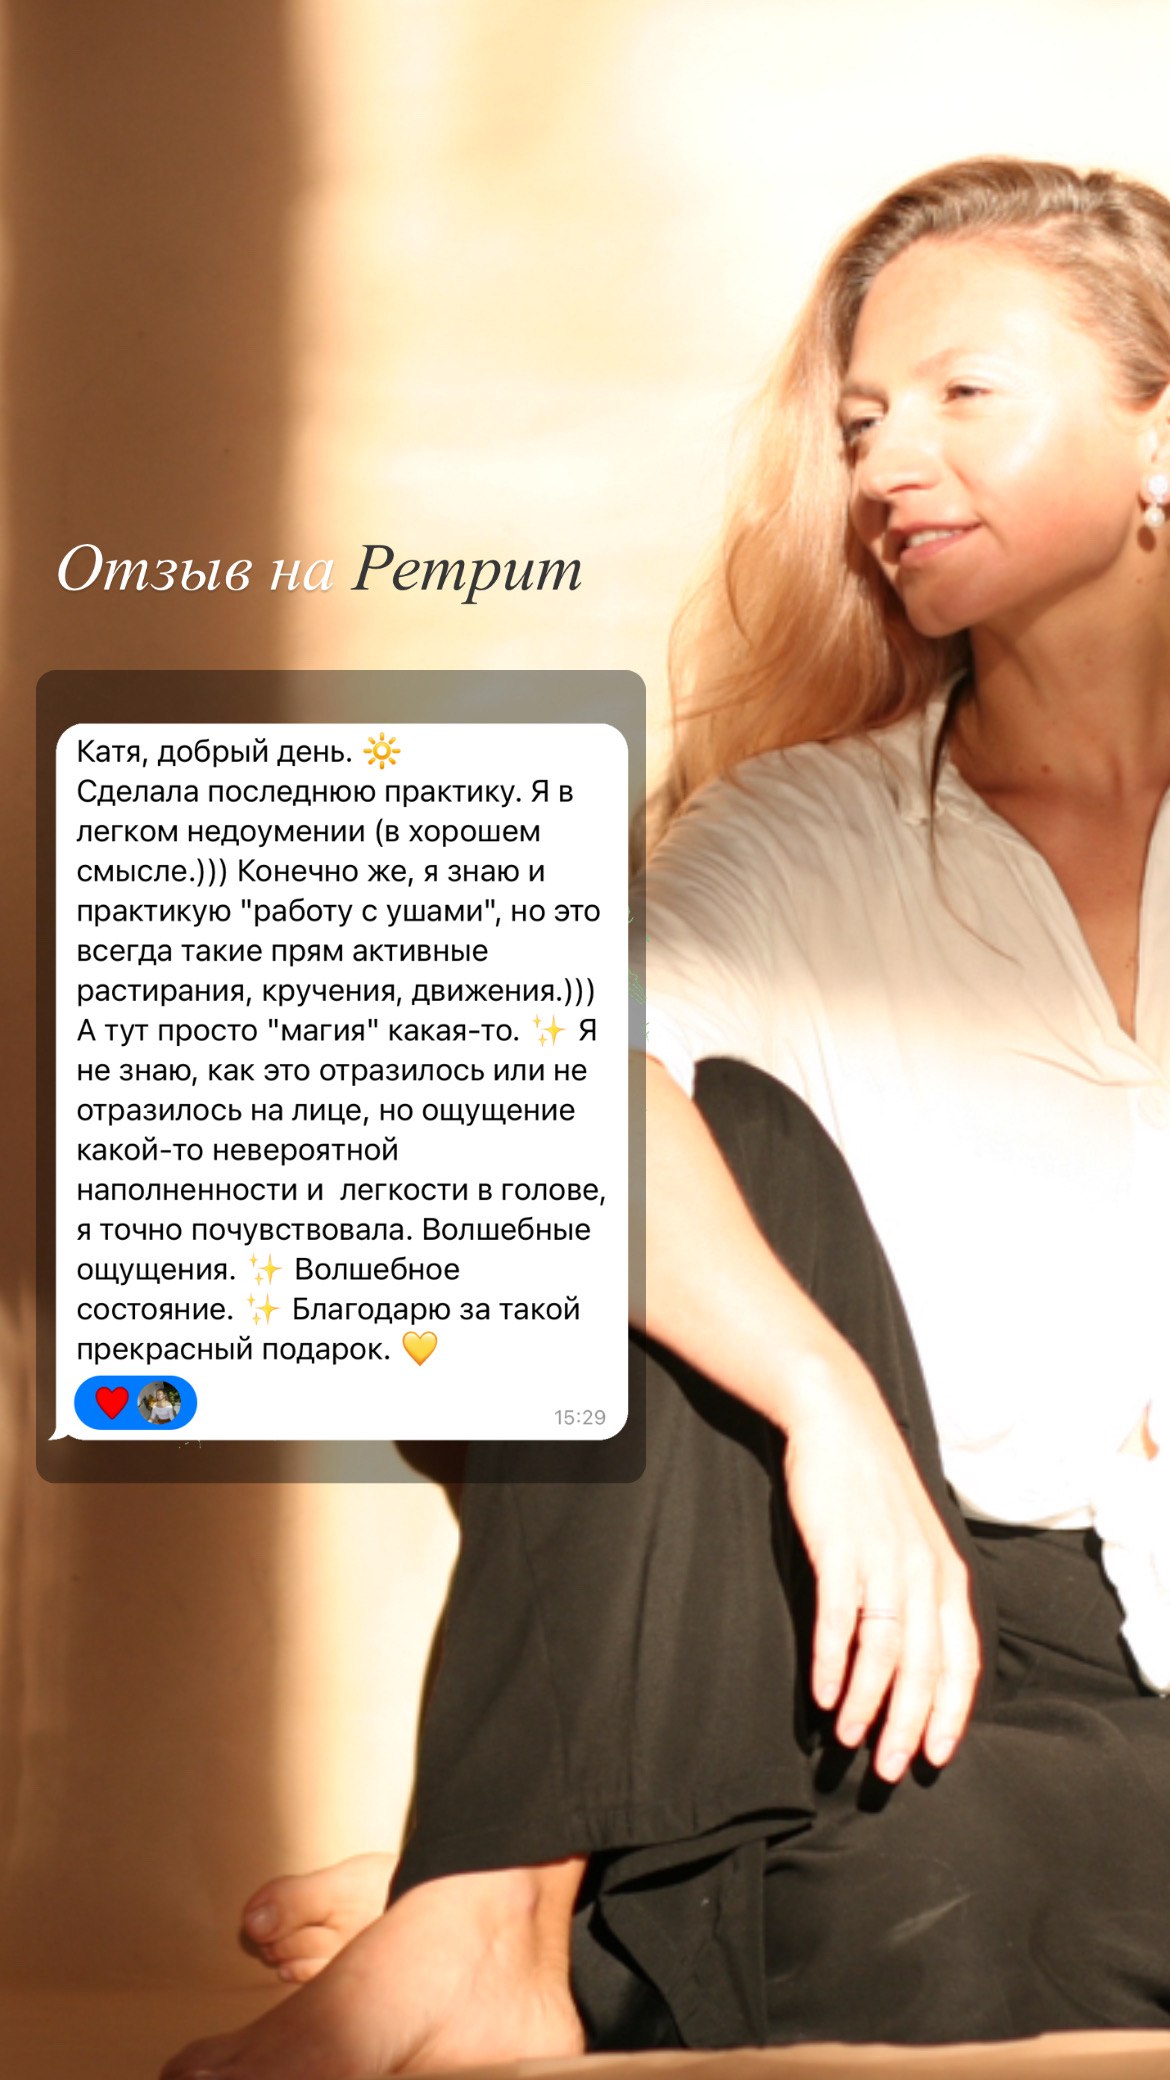 Отзыв на Ретрит
Катя, добрый день. 🔆
Сделала последнюю практику. Я в
легком недоумении (в хорошем
смысле.))) Конечно же, я знаю и
практикую "работу с ушами", но это
всегда такие прям активные
растирания, кручения, движения.)))
А тут просто "магия" какая-то. ✨ Я
не знаю, как это отразилось или не
отразилось на лице, но ощущение
какой-то невероятной
наполненности и  легкости в голове,
я точно почувствовала. Волшебные
ощущения. ✨ Волшебное
состояние. ✨ Благодарю за такой
прекрасный подарок. 💛
15:29